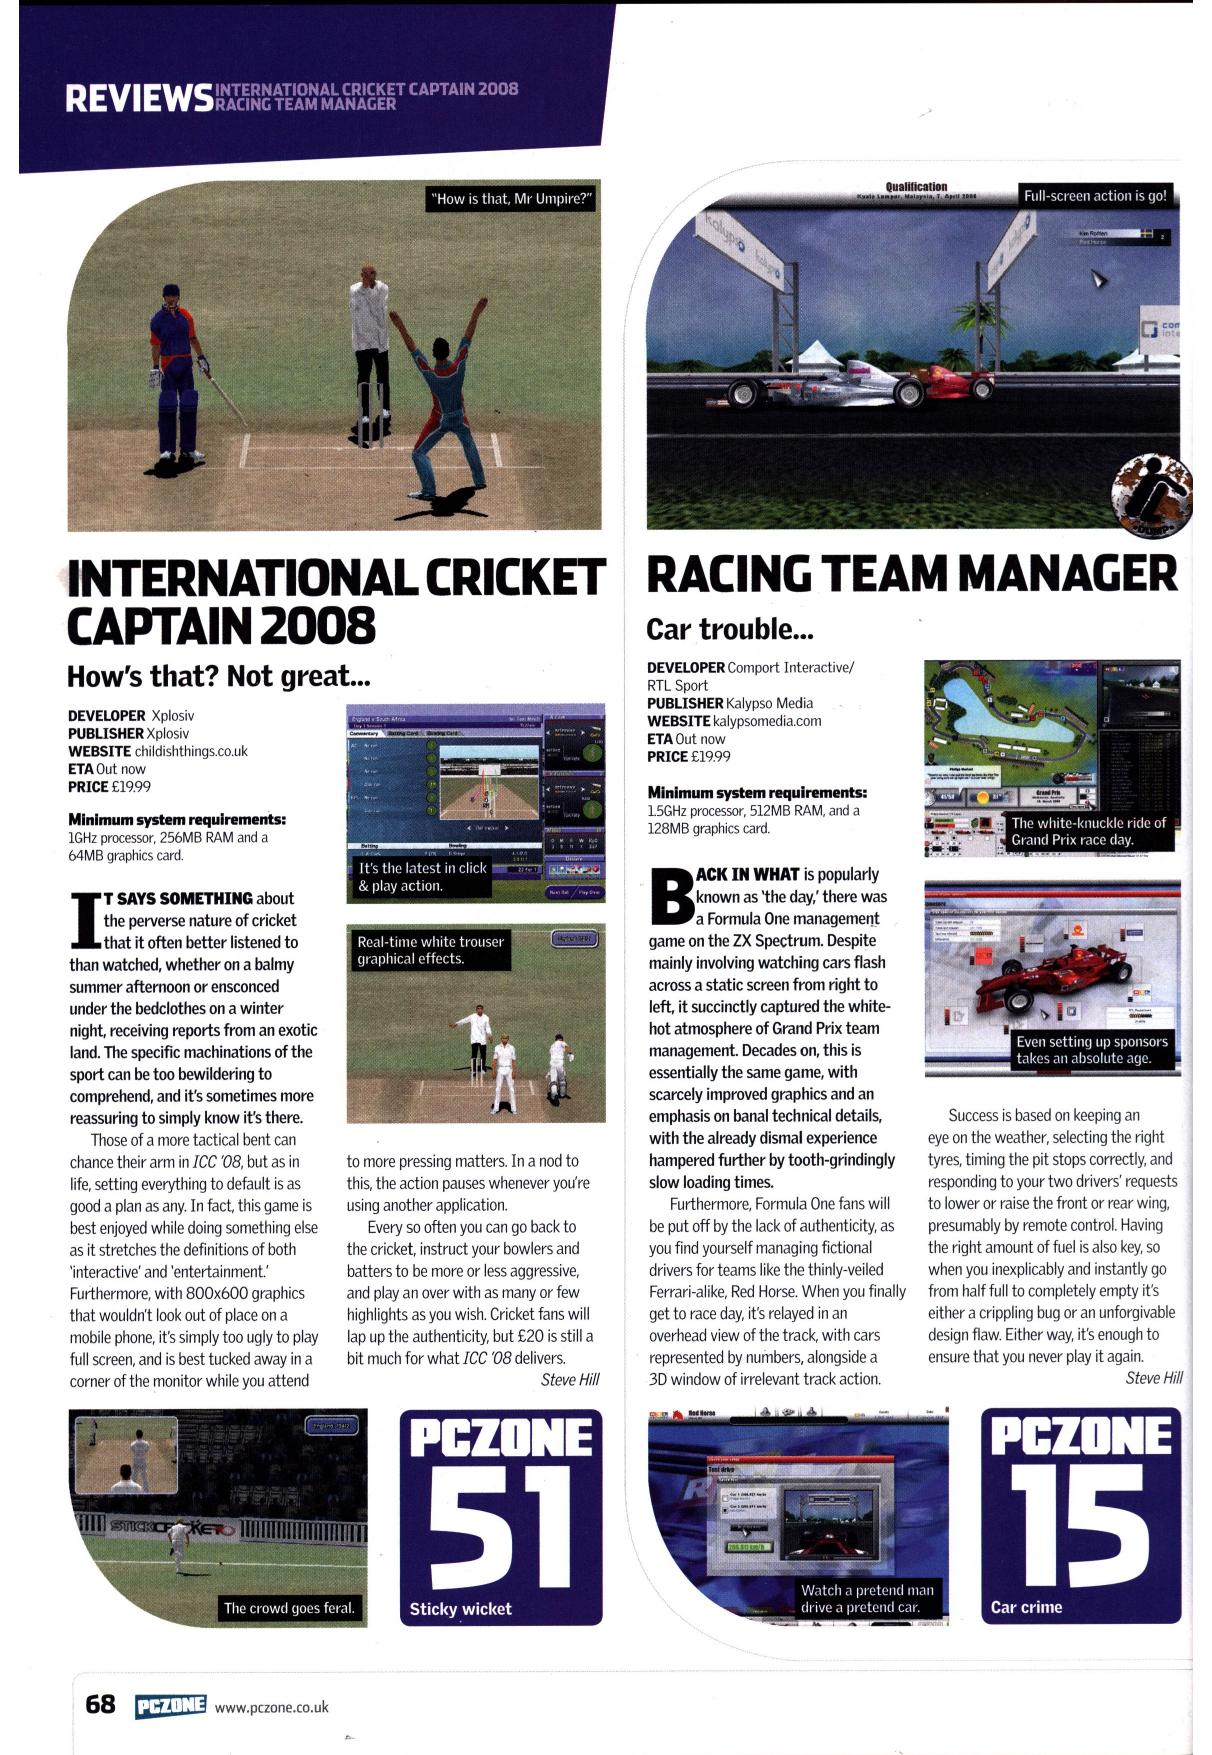 REVIEWS INTERNATIONAL CRICKET CAPTAIN 2008
RACING TEAM MANAGER
"How is that, Mr Umpire?"
INTERNATIONAL CRICKET
CAPTAIN 2008
How's that? Not great...
DEVELOPER Xplosiv
PUBLISHER Xplosiv
WEBSITE childishthings.co.uk
ETA Out now
PRICE £19.99
Minimum system requirements:
1GHz processor, 256MB RAM and a
64MB graphics card.
IT SAYS SOMETHING about
the perverse nature of cricket
that it often better listened to
than watched, whether on a balmy
summer afternoon or ensconced
under the bedclothes on a winter
night, receiving reports from an exotic
land. The specific machinations of the
sport can be too bewildering to
comprehend, and it's sometimes more
reassuring to simply know it's there.
Those of a more tactical bent can
chance their arm in ICC '08, but as in
life, setting everything to default is as
good a plan as any. In fact, this game is
best enjoyed while doing something else
as it stretches the definitions of both
'interactive' and 'entertainment.'
Furthermore, with 800x600 graphics
that wouldn't look out of place on a
mobile phone, it's simply too ugly to play
full screen, and is best tucked away in a
corner of the monitor while you attend
England v South Africa
Commentary Batting Card Bowling Card
It's the latest in click
& play action.
Real-time white trouser
graphical effects.
to more pressing matters. In a nod to
this, the action pauses whenever you're
using another application.
Every so often you can go back to
the cricket, instruct your bowlers and
batters to be more or less aggressive,
and play an over with as many or few
highlights as you wish. Cricket fans will
lap up the authenticity, but £20 is still a
bit much for what ICC '08 delivers.
Steve Hill
STICK CRICKET
The crowd goes feral.
PCZONE
51
Sticky wicket
Qualification
Kuala Lumpur, Malaysia, 7. April 2008
Full-screen action is go!
kalypso
kalypso
Red Horse
2
DUMP
RACING TEAM MANAGER
Car trouble...
DEVELOPER Comport Interactive/
RTL Sport
PUBLISHER Kalypso Media
WEBSITE kalypsomedia.com
ETA Out now
PRICE £19.99
Minimum system requirements:
1.5GHz processor, 512MB RAM, and a
128MB graphics card.
BACK IN WHAT is popularly
known as 'the day,' there was
a Formula One management
game on the ZX Spectrum. Despite
mainly involving watching cars flash
across a static screen from right to
left, it succinctly captured the white-
hot atmosphere of Grand Prix team
management. Decades on, this is
essentially the same game, with
scarcely improved graphics and an
emphasis on banal technical details,
with the already dismal experience
hampered further by tooth-grindingly
slow loading times.
Furthermore, Formula One fans will
be put off by the lack of authenticity, as
you find yourself managing fictional
drivers for teams like the thinly-veiled
Ferrari-alike, Red Horse. When you finally
get to race day, it's relayed in an
overhead view of the track, with cars
represented by numbers, alongside a
3D window of irrelevant track action.
Grand Prix
The white-knuckle ride of
Grand Prix race day.
Even setting up sponsors
takes an absolute age.
Success is based on keeping an
eye on the weather, selecting the right
tyres, timing the pit stops correctly, and
responding to your two drivers' requests
to lower or raise the front or rear wing,
presumably by remote control. Having
the right amount of fuel is also key, so
when you inexplicably and instantly go
from half full to completely empty it's
either a crippling bug or an unforgivable
design flaw. Either way, it's enough to
ensure that you never play it again.
Steve Hill
Red Horse
Test drive
Watch a pretend man
drive a pretend car.
PCZONE
15
Car crime
68 PCZONE www.pczone.co.uk